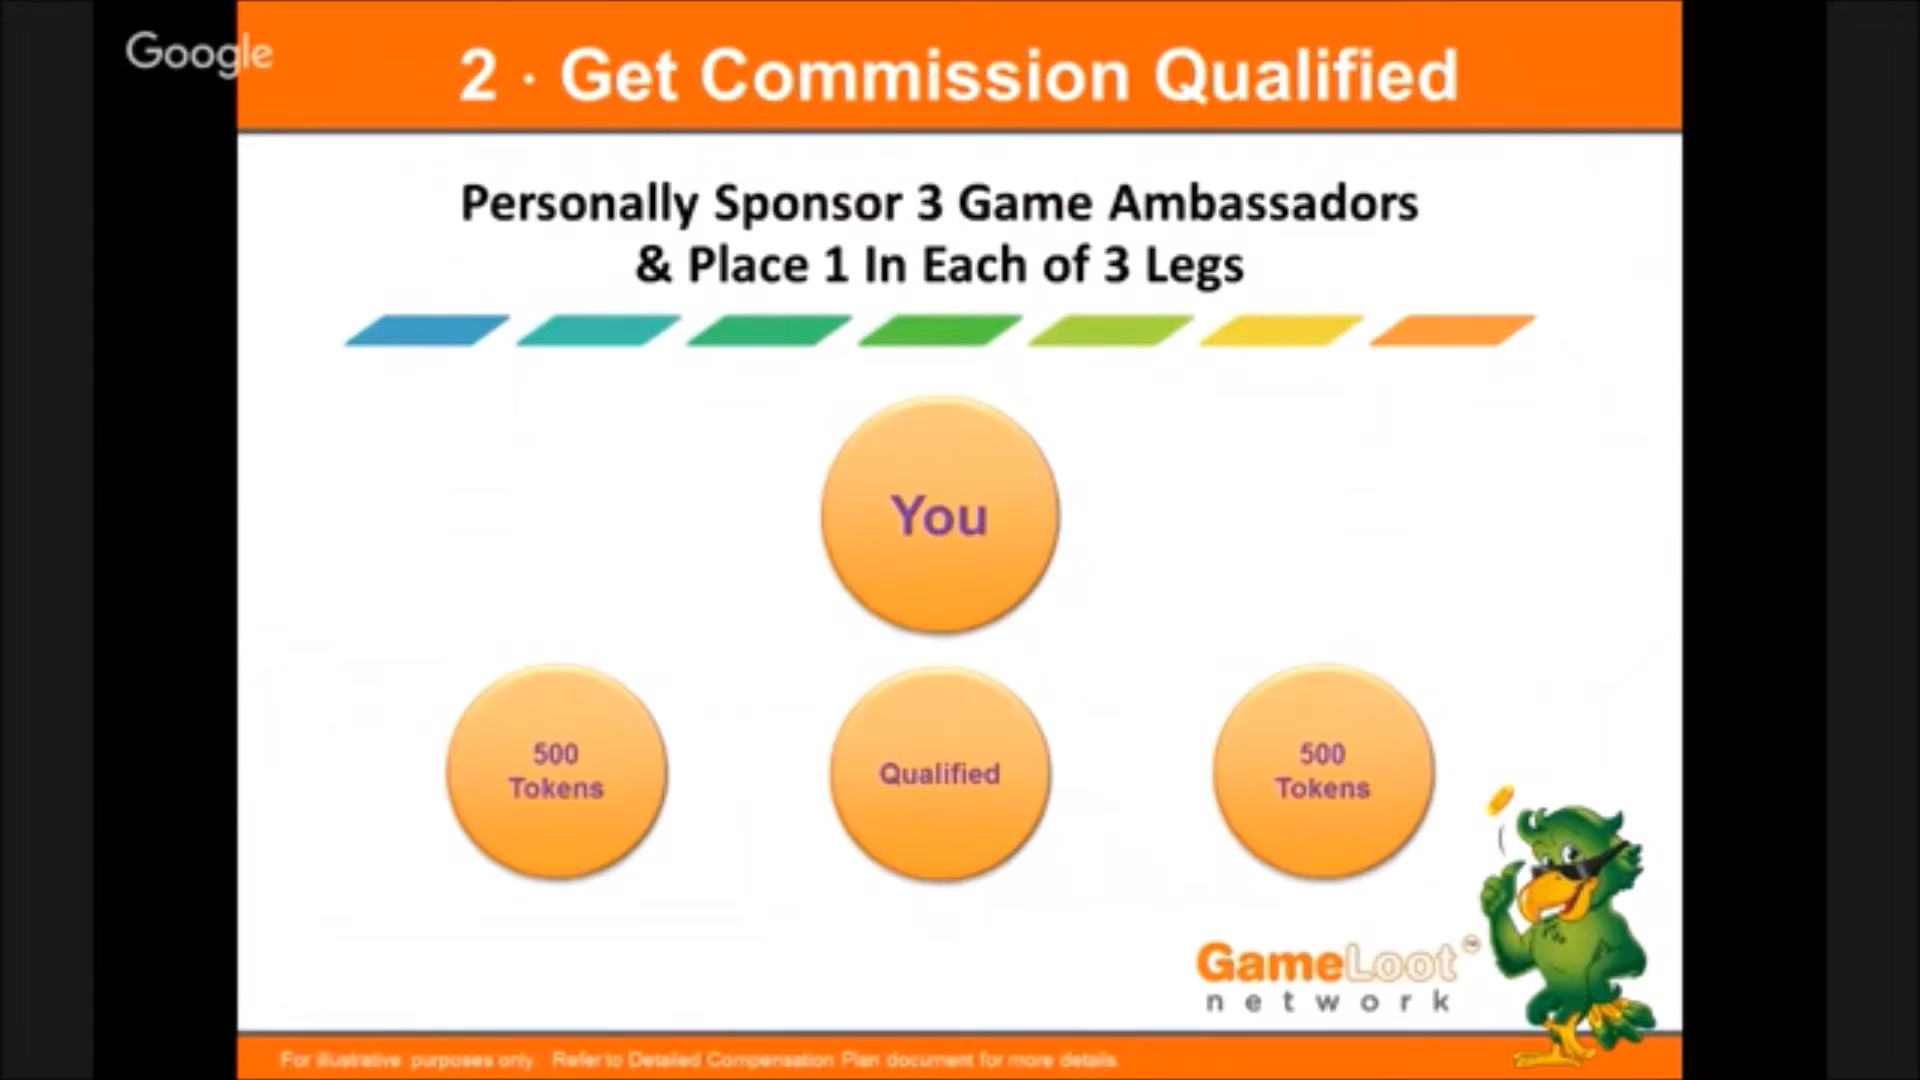 Google
2 · Get Commission Qualified
Personally Sponsor 3 Game Ambassadors
& Place 1 In Each of 3 Legs
You
500
Tokens
Qualified
500
Tokens
GameLoot™
network
For illustrative purposes only. Refer to Detailed Compensation Plan document for more details.